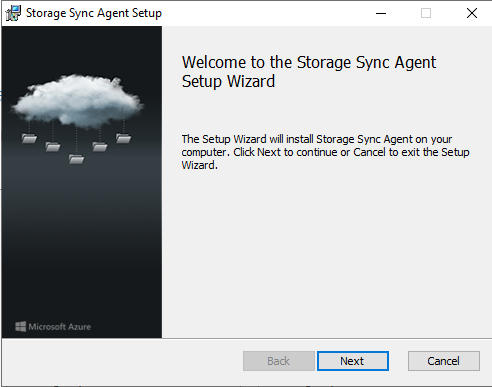 Storage Sync Agent Setup
Welcome to the Storage Sync Agent
Setup Wizard
The Setup Wizard will install Storage Sync Agent on your
computer. Click Next to continue or Cancel to exit the Setup
Wizard.
Microsoft Azure
Back
Next
Cancel